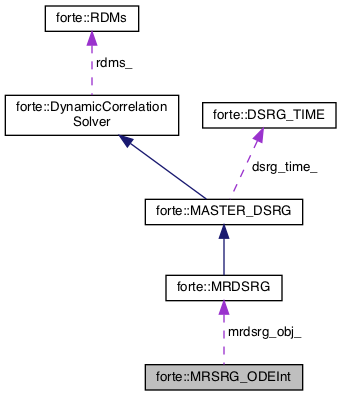 forte::RDMs
rdms_
forte::DynamicCorrelation
Solver
forte::DSRG_TIME
dsrg_time_
forte::MASTER_DSRG
forte::MRDSRG
mrdsrg_obj_
forte::MRSRG_ODEInt